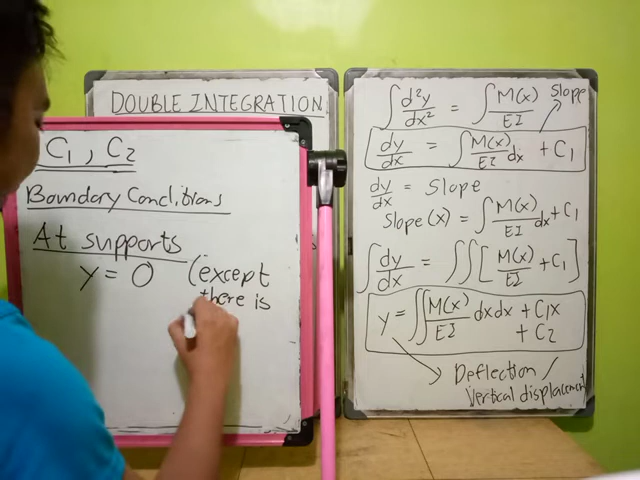 DOUBLE INTEGRATION
C₁ , C₂
Boundary Conditions
At supports
y = 0 (except
there is
∫ d²y/dx² = ∫ M(x)/EI
Slope
dy/dx = ∫ M(x)/EI dx + C₁
dy/dx = Slope
Slope(x) = ∫ M(x)/EI dx + C₁
∫ dy/dx = ∫∫ [ M(x)/EI + C₁ ]
y = ∫∫ M(x)/EI dx dx + C₁x
+ C₂
Deflection /
Vertical displacement